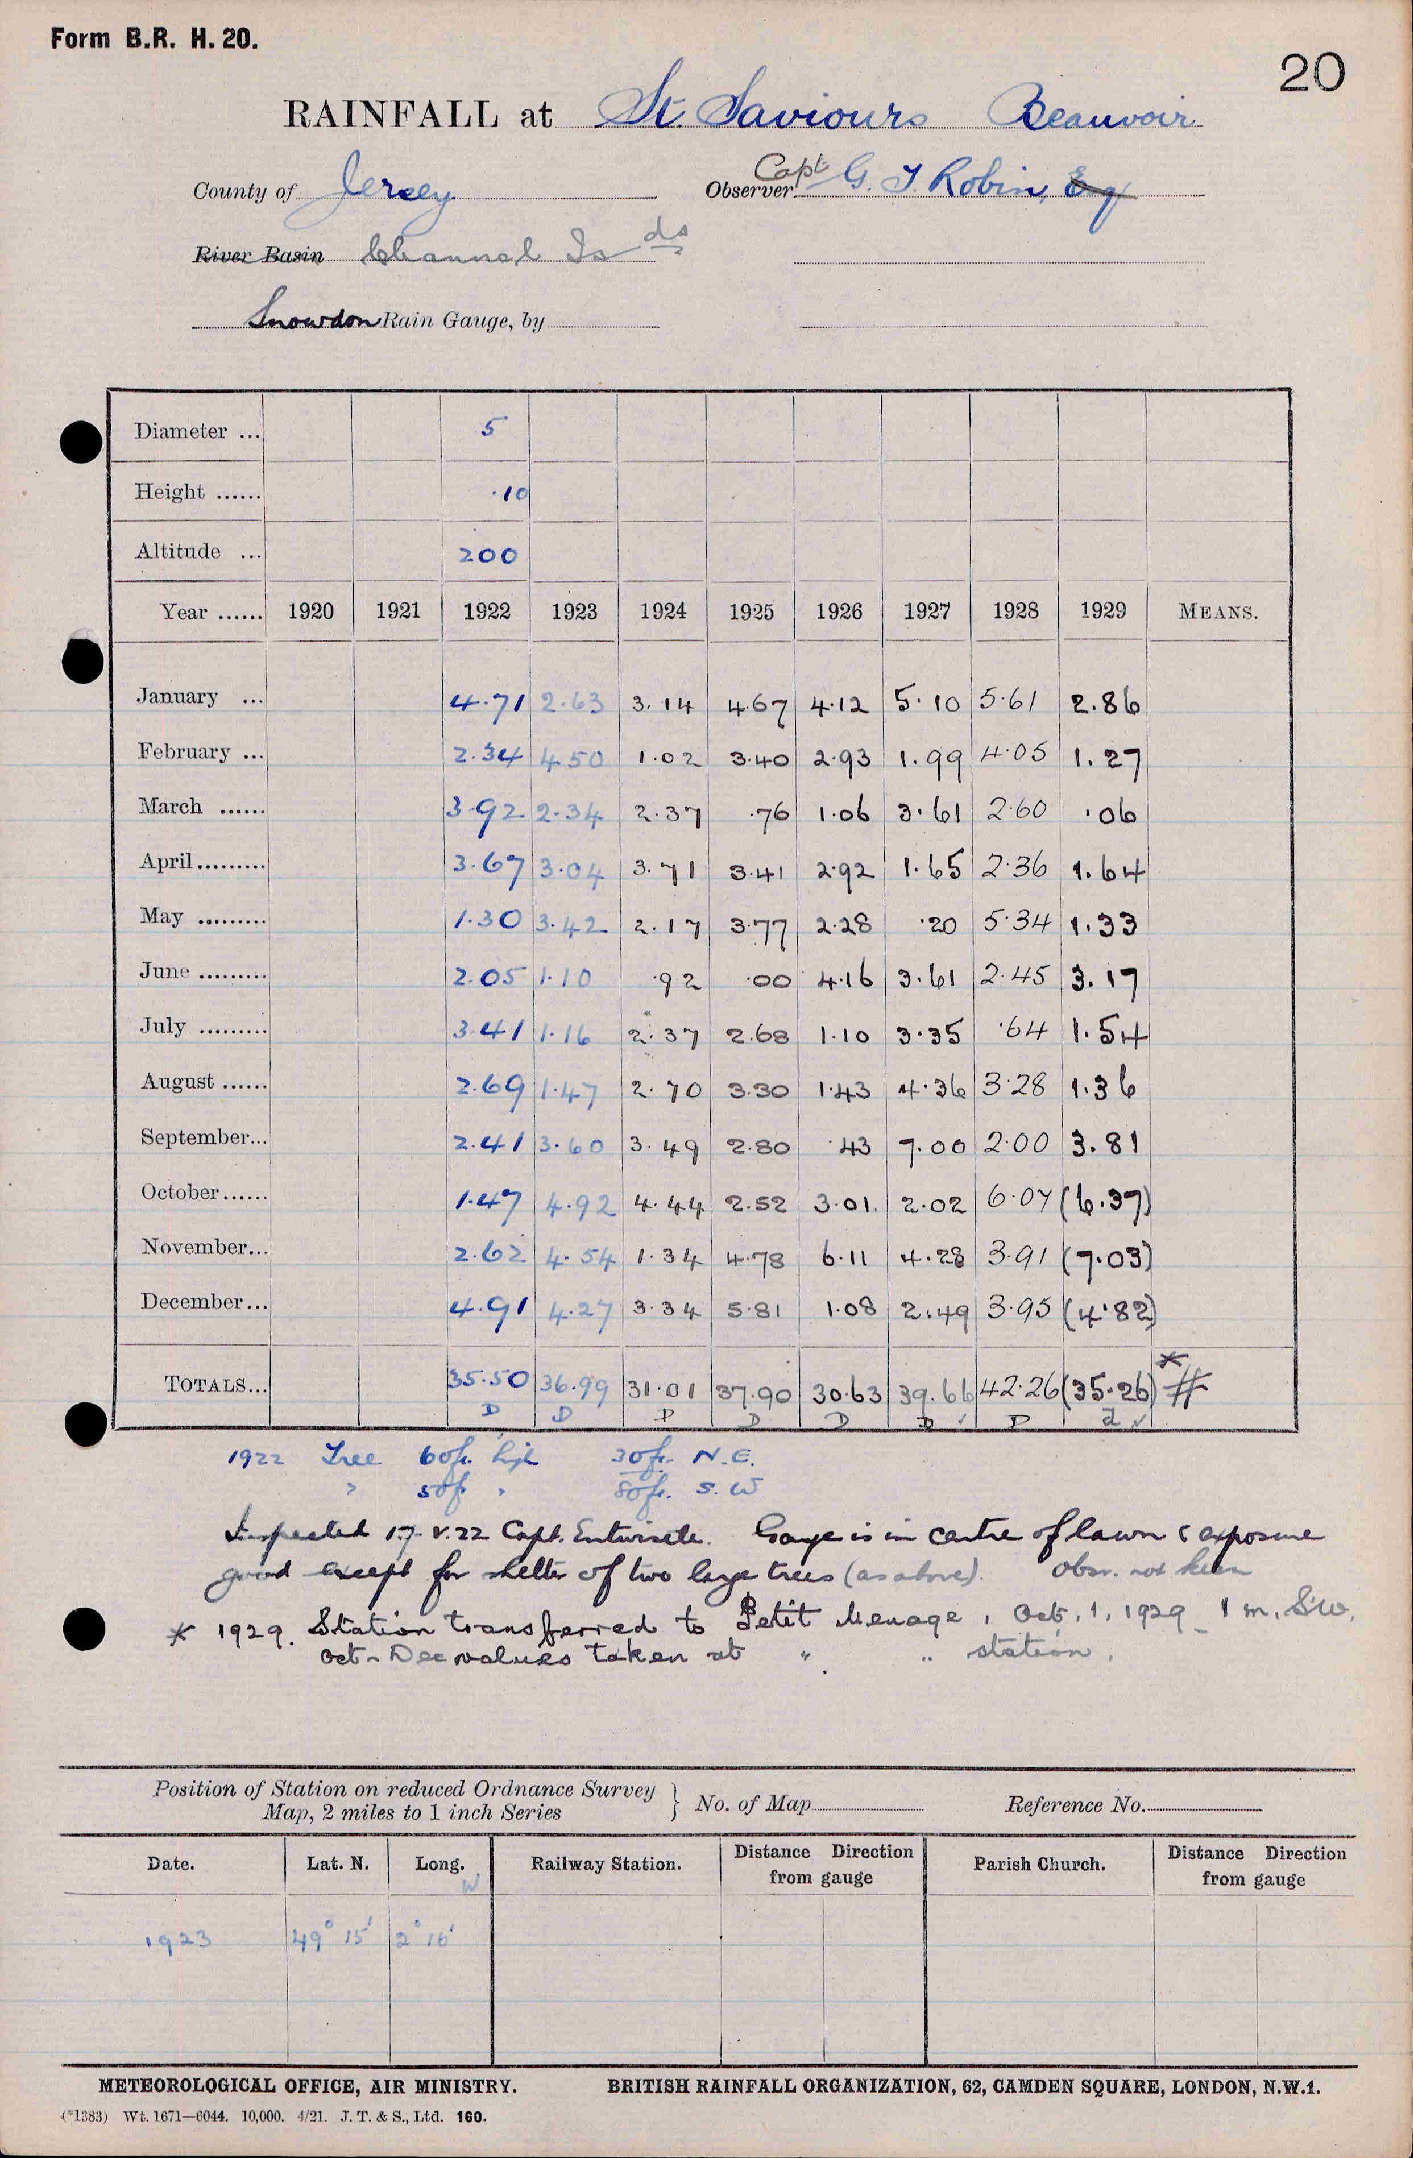 Form B.R. H. 20.
20
RAINFALL at St. Saviours Beauvoir
County of Jersey Observer Capt. G. T. Robin, Esq
River Basin Channel Is ds
Snowdon Rain Gauge, by
Diameter ... 5
Height ...... .10
Altitude ... 200
Year ...... 1920 1921 1922 1923 1924 1925 1926 1927 1928 1929 MEANS.
January ... 4.71 2.63 3.14 4.67 4.12 5.10 5.61 2.86
February ... 2.34 4.50 1.02 3.40 2.93 1.99 4.05 1.27
March ...... 3.92 2.34 2.37 .76 1.06 3.61 2.60 .06
April......... 3.67 3.04 3.71 3.41 2.92 1.65 2.36 1.64
May ......... 1.30 3.42 2.17 3.77 2.28 .20 5.34 1.33
June ......... 2.05 1.10 .92 .00 4.16 3.61 2.45 3.17
July ......... 3.41 1.16 2.37 2.68 1.10 3.35 .64 1.54
August ...... 2.69 1.47 2.70 3.30 1.43 4.36 3.28 1.36
September... 2.41 3.60 3.49 2.80 .43 7.00 2.00 3.81
October...... 1.47 4.92 4.44 2.52 3.01 2.02 6.07 (6.37)
November... 2.62 4.54 1.34 4.78 6.11 4.28 3.91 (7.03)
December... 4.91 4.27 3.34 5.81 1.08 2.49 3.95 (4.82)
TOTALS... 35.50 36.99 31.01 37.90 30.63 39.66 42.26 (35.26) * #
D D D D D D ✓ D ✓
1922 Tree 60ft. high 30ft. N.E.
" 50ft " 80ft. S.W
Inspected 17.V.22 Capt. Entwistle. Gauge is in centre of lawn & exposure
good except for shelter of two large trees (as above). Obsr. not seen
* 1929. Station transferred to Petit Menage, Oct. 1, 1929 1 m. S.W.
Oct - Dec values taken at " " station.
Position of Station on reduced Ordnance Survey
Map, 2 miles to 1 inch Series } No. of Map Reference No.
Date. Lat. N. Long. W Railway Station. Distance Direction from gauge Parish Church. Distance Direction from gauge
1923 49° 15' 2° 16'
METEOROLOGICAL OFFICE, AIR MINISTRY. BRITISH RAINFALL ORGANIZATION, 62, CAMDEN SQUARE, LONDON, N.W.1.
(*1383) Wt. 1671—6044. 10,000. 4/21. J. T. & S., Ltd. 160.